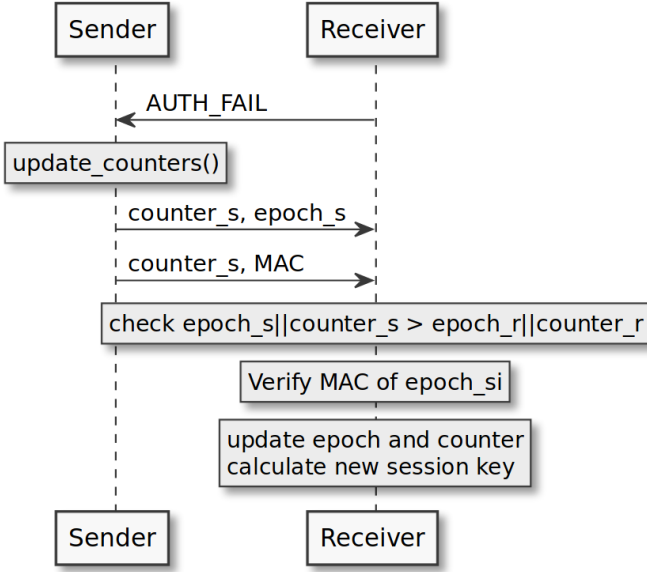 Sender
Receiver
AUTH_FAIL
update_counters()
counter_s, epoch_s
counter_s, MAC
check epoch_s||counter_s > epoch_r||counter_r
Verify MAC of epoch_si
update epoch and counter
calculate new session key
Sender
Receiver